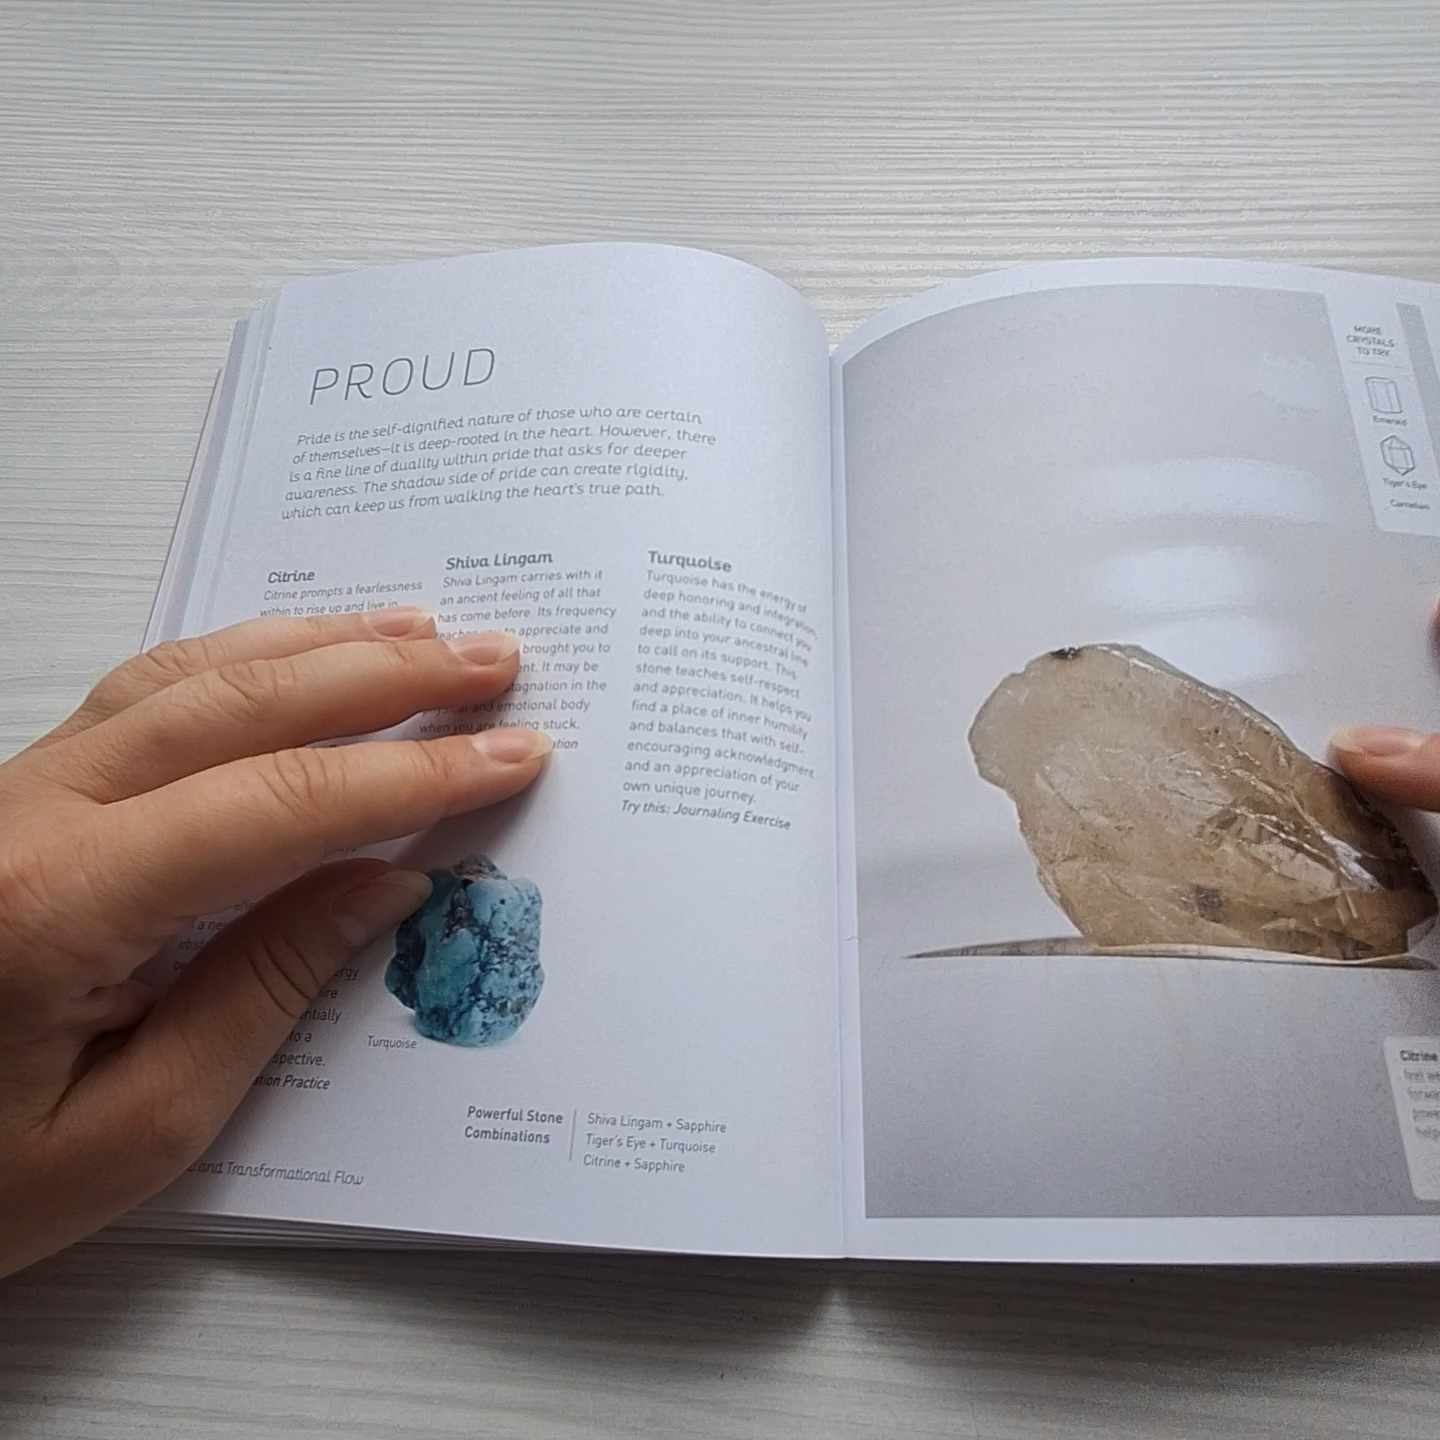 PROUD
Pride is the self-dignified nature of those who are certain
of themselves—it is deep-rooted in the heart. However, there
is a fine line of duality within pride that asks for deeper
awareness. The shadow side of pride can create rigidity,
which can keep us from walking the heart's true path.
Citrine
Citrine prompts a fearlessness
within to rise up and live in
Shiva Lingam
Shiva Lingam carries with it
an ancient feeling of all that
has come before. Its frequency
teaches you to appreciate and
brought you to
It may be
stagnation in the
physical and emotional body
when you are feeling stuck.
Turquoise
Turquoise has the energy of
deep honoring and integration,
and the ability to connect you
deep into your ancestral line
to call on its support. This
stone teaches self-respect
and appreciation. It helps you
find a place of inner humility
and balances that with self-
encouraging acknowledgment
and an appreciation of your
own unique journey.
Try this: Journaling Exercise
a
to a
Practice
Turquoise
Powerful Stone
Combinations
Shiva Lingam + Sapphire
Tiger's Eye + Turquoise
Citrine + Sapphire
and Transformational Flow
MORE
CRYSTALS
TO TRY
Emerald
Tiger's Eye
Carnelian
Citrine